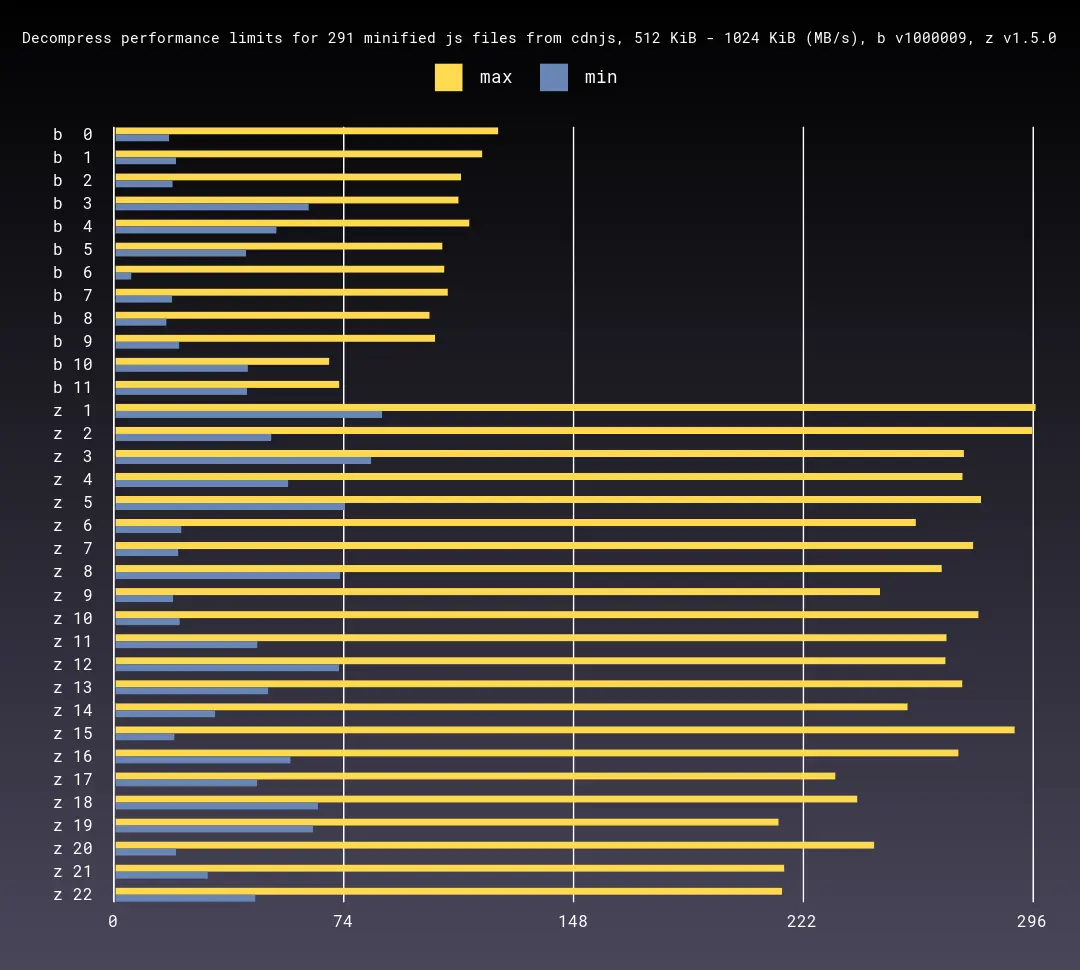 Decompress performance limits for 291 minified js files from cdnjs, 512 KiB - 1024 KiB (MB/s), b v1000009, z v1.5.0
max min
b 0
b 1
b 2
b 3
b 4
b 5
b 6
b 7
b 8
b 9
b 10
b 11
z 1
z 2
z 3
z 4
z 5
z 6
z 7
z 8
z 9
z 10
z 11
z 12
z 13
z 14
z 15
z 16
z 17
z 18
z 19
z 20
z 21
z 22
0 74 148 222 296